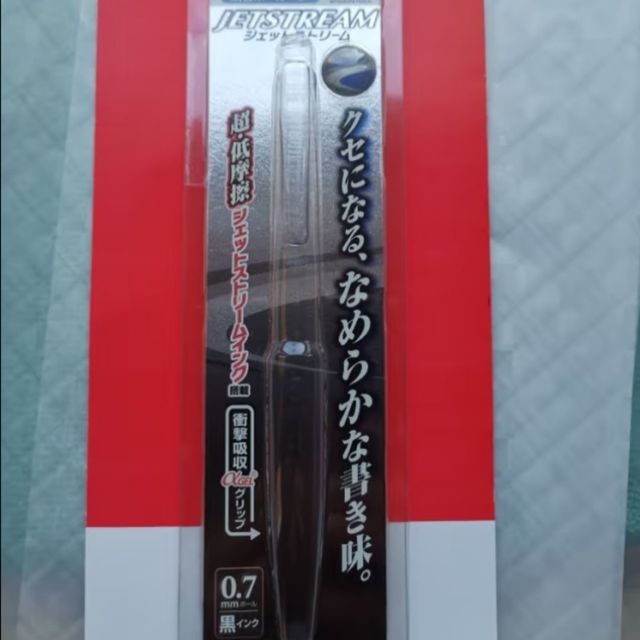 JETSTREAM
ジェットストリーム
クセになる、なめらかな書き味。
超・低摩擦
ジェットストリームインク
搭載
衝撃吸収
αGEL
グリップ
0.7
mmボール
黒インク